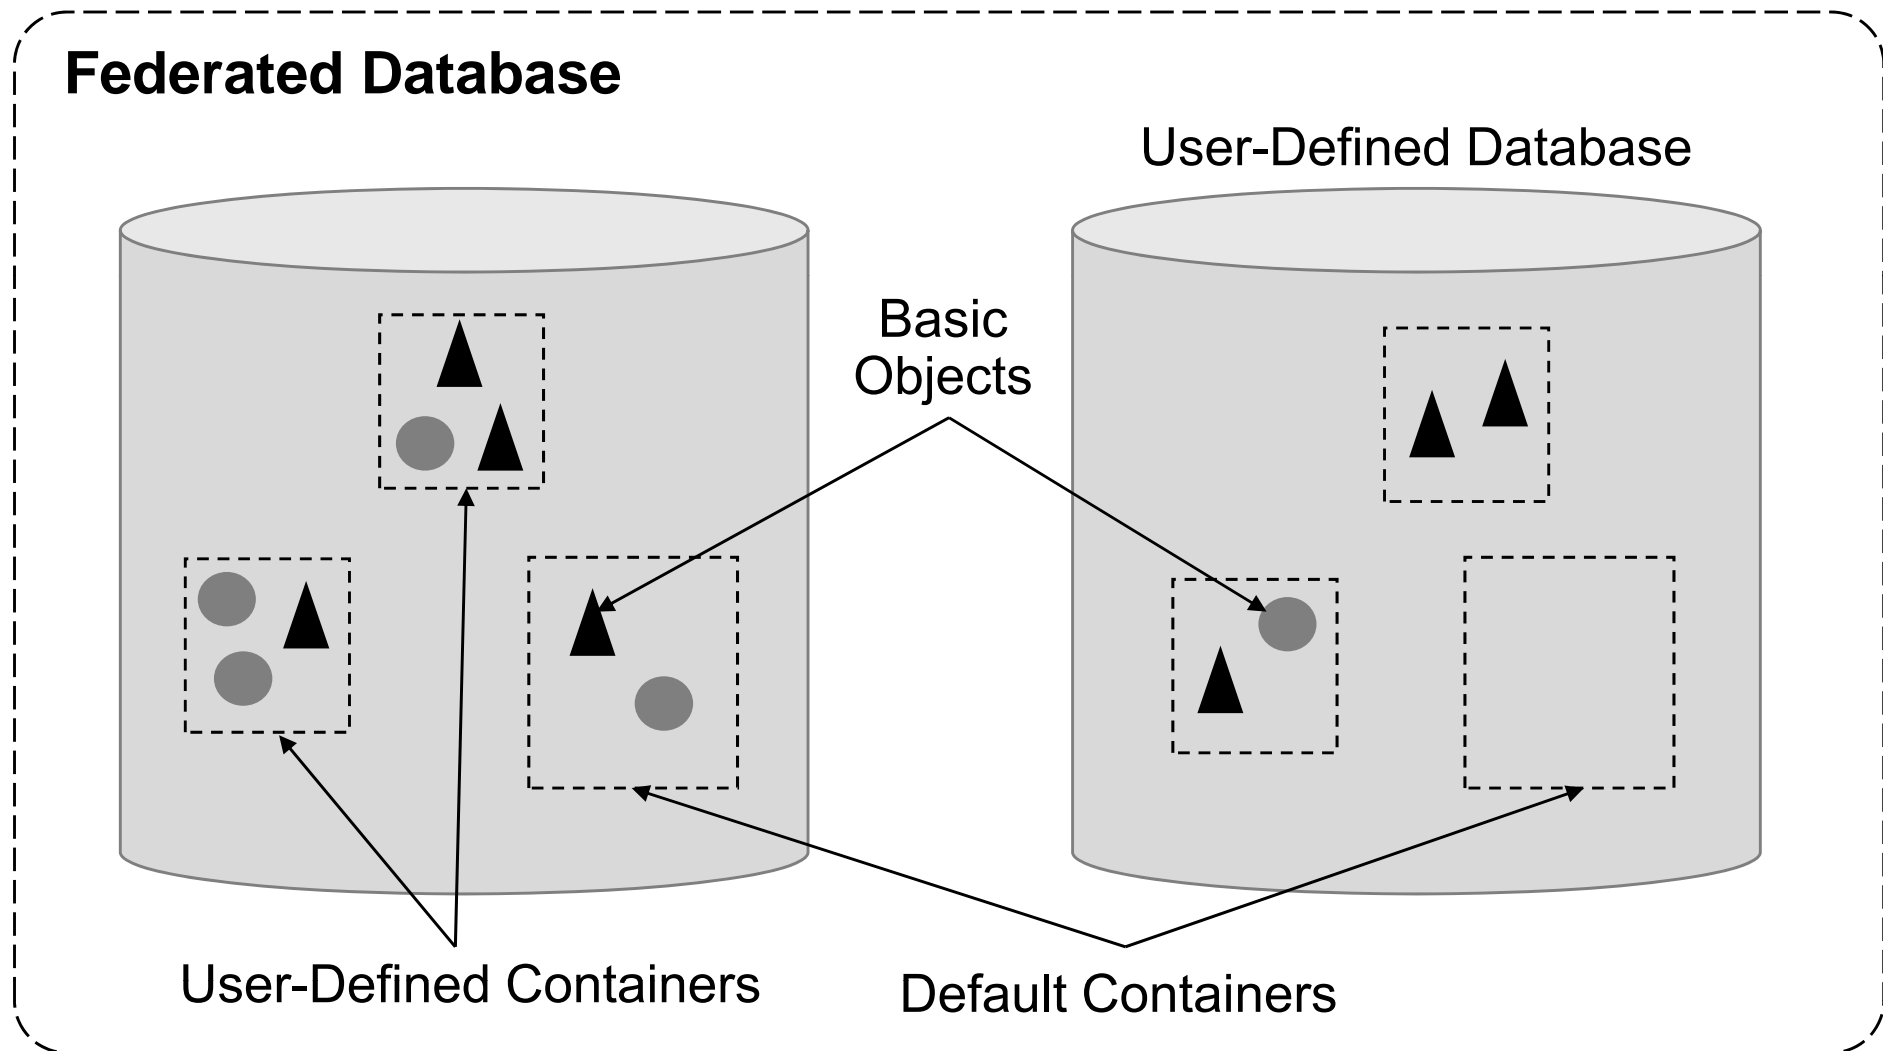 Federated Database
User-Defined Database
Basic
Objects
User-Defined Containers
Default Containers